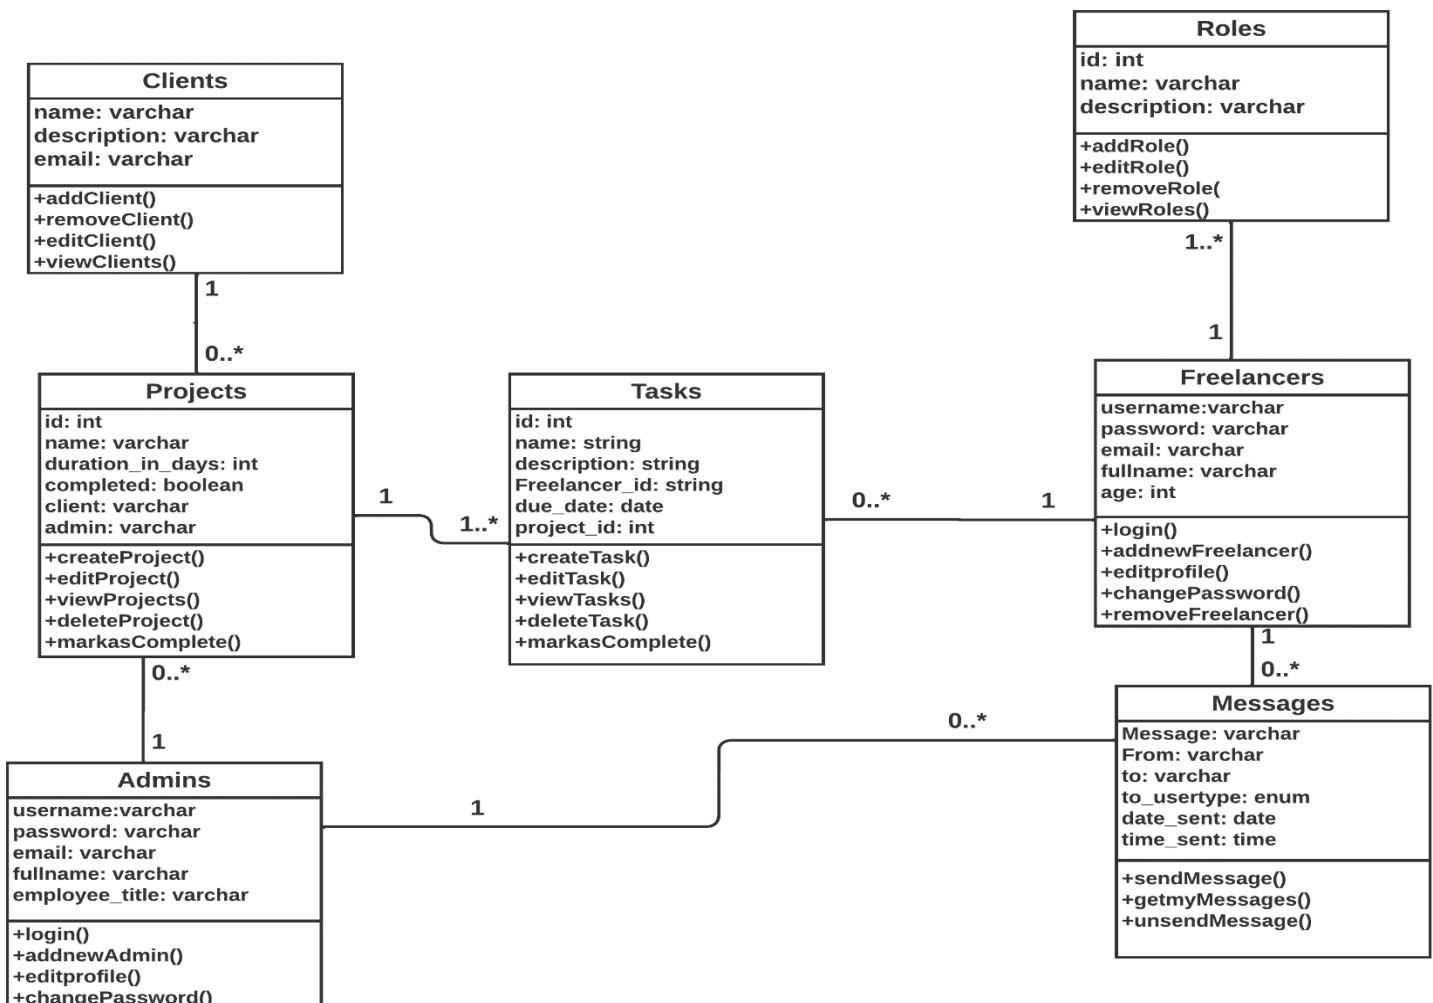 Roles
id: int
name: varchar
description: varchar
+addRole()
+editRole()
+removeRole(
+viewRoles()
Clients
name: varchar
description: varchar
email: varchar
+addClient()
+removeClient()
+editClient()
+viewClients()
1
0..*
1..*
1
Projects
id: int
name: varchar
duration_in_days: int
completed: boolean
client: varchar
admin: varchar
+createProject()
+editProject()
+viewProjects()
+deleteProject()
+markasComplete()
1
1..*
Tasks
id: int
name: string
description: string
Freelancer_id: string
due_date: date
project_id: int
+createTask()
+editTask()
+viewTasks()
+deleteTask()
+markasComplete()
0..*
1
Freelancers
username:varchar
password: varchar
email: varchar
fullname: varchar
age: int
+login()
+addnewFreelancer()
+editprofile()
+changePassword()
+removeFreelancer()
1
0..*
0..*
1
Admins
username:varchar
password: varchar
email: varchar
fullname: varchar
employee_title: varchar
+login()
+addnewAdmin()
+editprofile()
+changePassword()
1
0..*
Messages
Message: varchar
From: varchar
to: varchar
to_usertype: enum
date_sent: date
time_sent: time
+sendMessage()
+getmyMessages()
+unsendMessage()